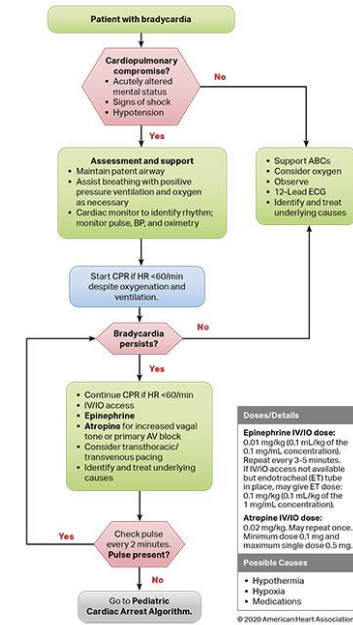 Patient with bradycardia
Cardiopulmonary
compromise?
• Acutely altered
mental status
• Signs of shock
• Hypotension
No
Yes
Assessment and support
• Maintain patent airway
• Assist breathing with positive
pressure ventilation and oxygen
as necessary
• Cardiac monitor to identify rhythm;
monitor pulse, BP, and oximetry
• Support ABCs
• Consider oxygen
• Observe
• 12-Lead ECG
• Identify and treat
underlying causes
Start CPR if HR <60/min
despite oxygenation and
ventilation.
Bradycardia
persists?
No
Yes
• Continue CPR if HR <60/min
• IV/IO access
• Epinephrine
• Atropine for increased vagal
tone or primary AV block
• Consider transthoracic/
transvenous pacing
• Identify and treat underlying
causes
Check pulse
every 2 minutes.
Pulse present?
Yes
No
Go to Pediatric
Cardiac Arrest Algorithm.
Doses/Details
Epinephrine IV/IO dose:
0.01 mg/kg (0.1 mL/kg of the
0.1 mg/mL concentration).
Repeat every 3-5 minutes.
If IV/IO access not available
but endotracheal (ET) tube
in place, may give ET dose:
0.1 mg/kg (0.1 mL/kg of the
1 mg/mL concentration).
Atropine IV/IO dose:
0.02 mg/kg. May repeat once.
Minimum dose 0.1 mg and
maximum single dose 0.5 mg.
Possible Causes
• Hypothermia
• Hypoxia
• Medications
© 2020 American Heart Association